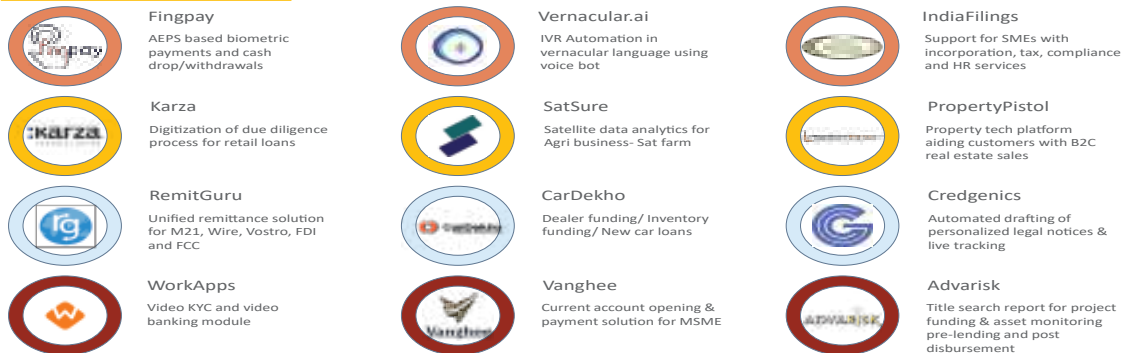 Fingpay
AEPS based biometric
payments and cash
drop/withdrawals
Vernacular.ai
IVR Automation in
vernacular language using
voice bot
IndiaFilings
Support for SMEs with
incorporation, tax, compliance
and HR services
Karza
Digitization of due diligence
process for retail loans
:KARZA
SatSure
Satellite data analytics for
Agri business- Sat farm
PropertyPistol
Property tech platform
aiding customers with B2C
real estate sales
RemitGuru
Unified remittance solution
for M21, Wire, Vostro, FDI
and FCC
rg
CarDekho
Dealer funding/ Inventory
funding/ New car loans
Credgenics
Automated drafting of
personalized legal notices &
live tracking
WorkApps
Video KYC and video
banking module
Vanghee
Current account opening &
payment solution for MSME
Vanghee
Advarisk
Title search report for project
funding & asset monitoring
pre-lending and post
disbursement
ADVARISK